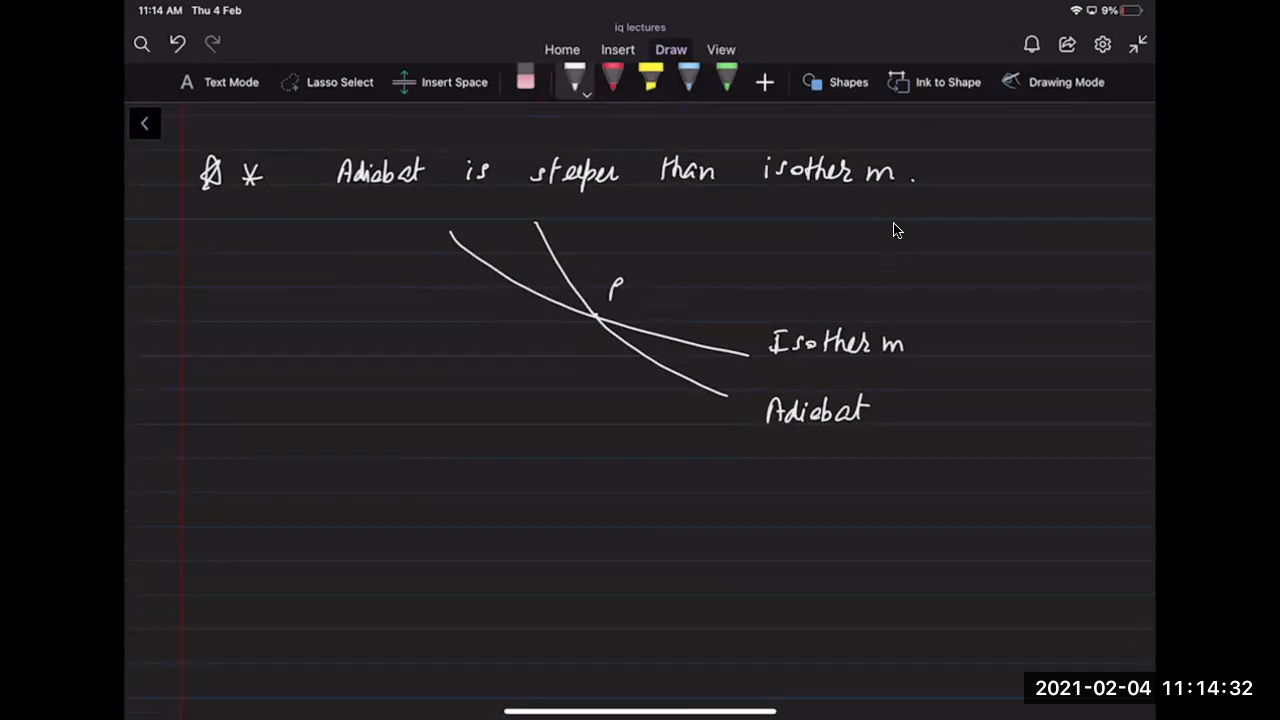 11:14 AM Thu 4 Feb
9%
iq lectures
Home Insert Draw View
Text Mode Lasso Select Insert Space Shapes Ink to Shape Drawing Mode
* Adiabat is steeper than isotherm.
P
Isotherm
Adiabat
2021-02-04 11:14:32